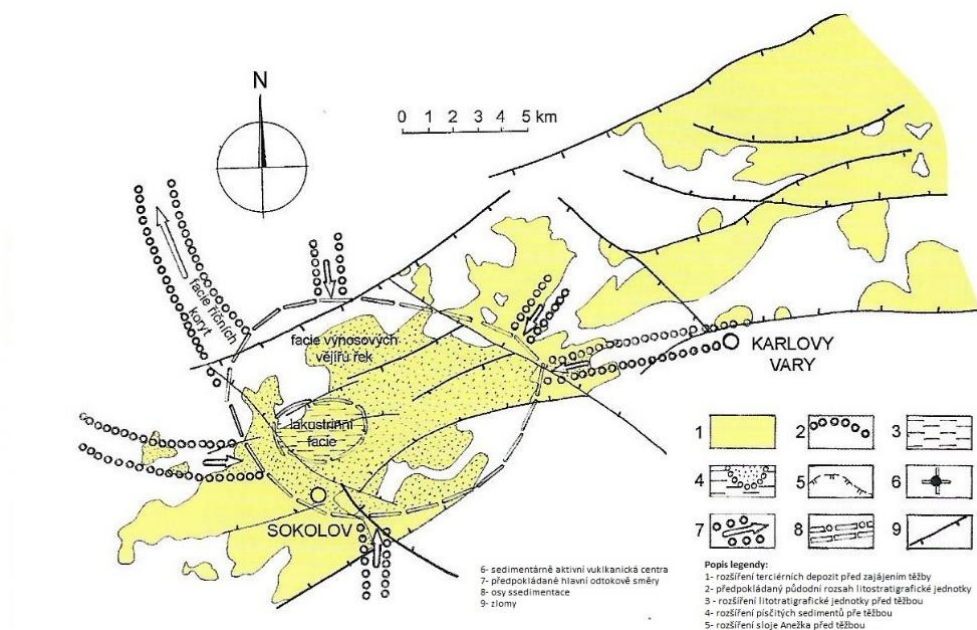 N
0 1 2 3 4 5 km
facie říčních
koryt
facie výnosových
vějířů řek
KARLOVY
VARY
lakustrinní
facie
SOKOLOV
1
2
3
4
5
6
7
8
9
6- sedimentárně aktivní vuklkanická centra
7- předpokládané hlavní odtokově směry
8- osy ssedimentace
9- zlomy
Popis legendy:
1- rozšíření terciérních depozit před zajájením těžby
2- předpokládaný půdodní rozsah litostratigrafické jednotky
3 - rozšíření litotratigrafické jednotky před těžbou
4- rozšíření písčitých sedimentů pře těžbou
5- rozšíření sloje Anežka před těžbou